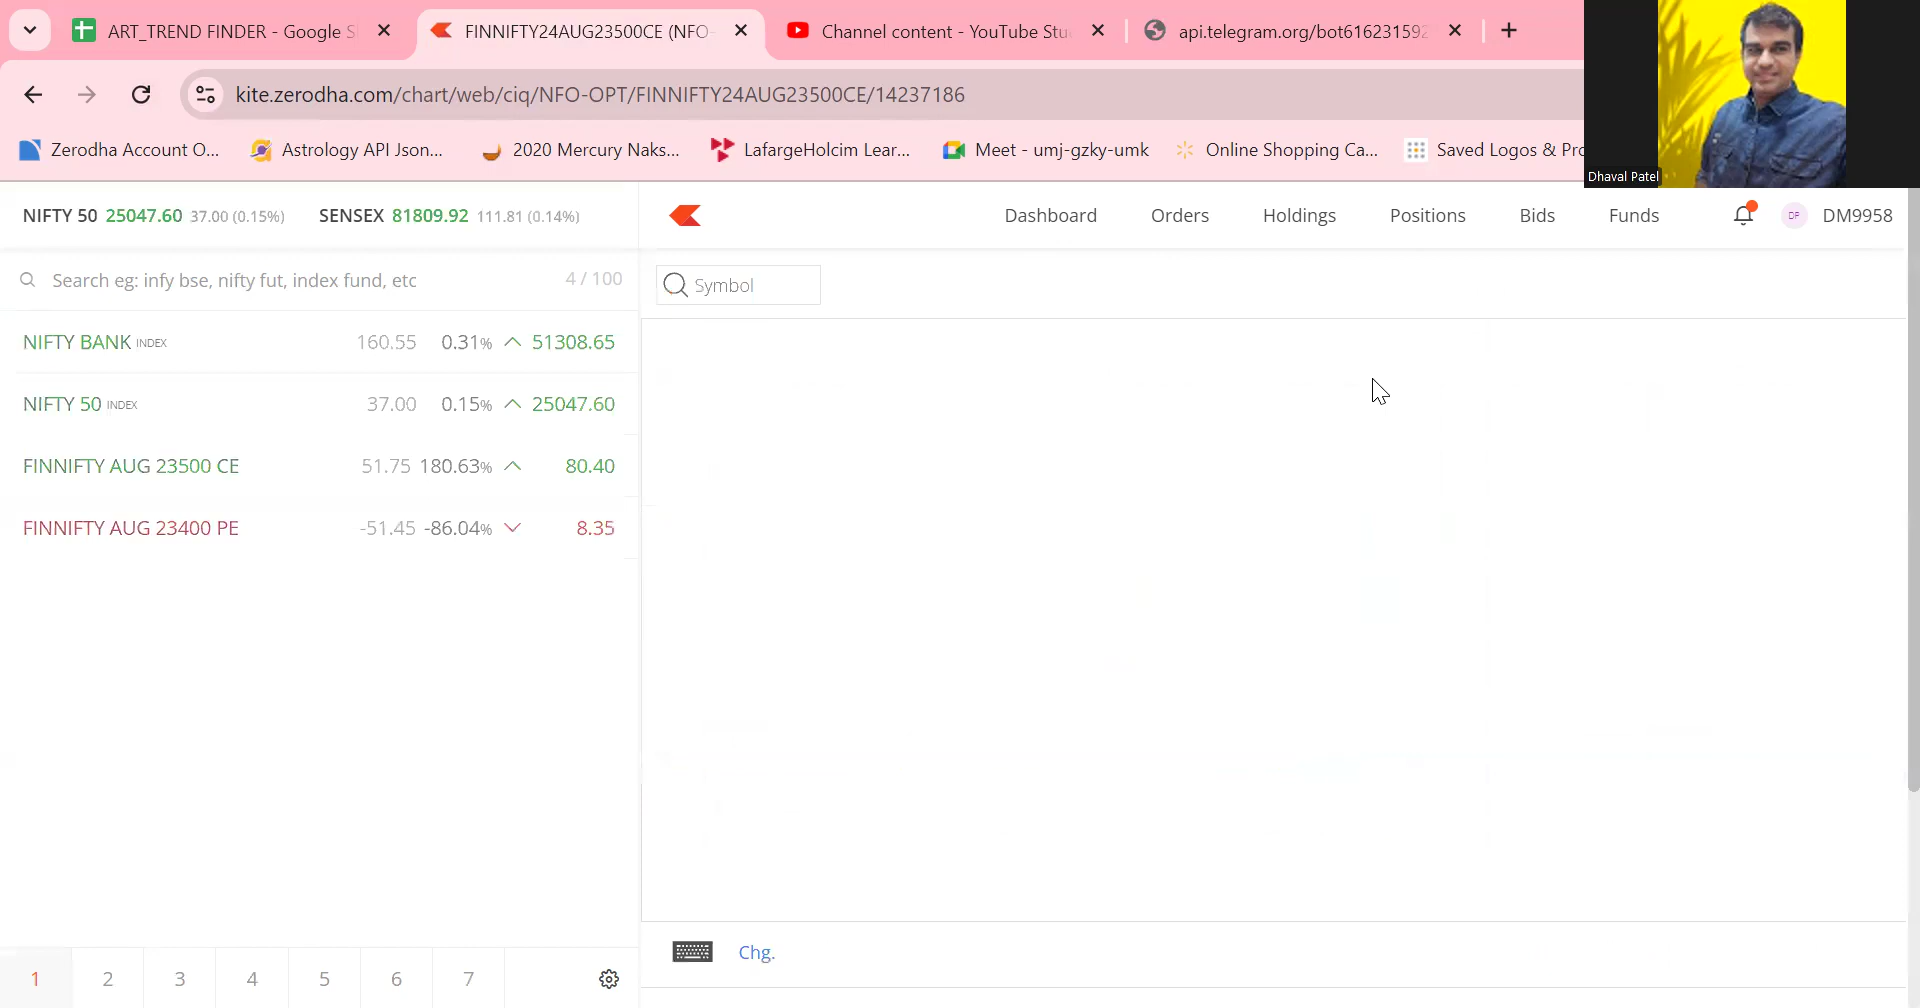 ART_TREND FINDER - Google S
FINNIFTY24AUG23500CE (NFO-
Channel content - YouTube Stu
api.telegram.org/bot616231592
kite.zerodha.com/chart/web/ciq/NFO-OPT/FINNIFTY24AUG23500CE/14237186
Zerodha Account O...
Astrology API Json...
2020 Mercury Naks...
LafargeHolcim Lear...
Meet - umj-gzky-umk
Online Shopping Ca...
Saved Logos & Pro
Dhaval Patel
NIFTY 50 25047.60 37.00 (0.15%) SENSEX 81809.92 111.81 (0.14%)
Dashboard Orders Holdings Positions Bids Funds DP DM9958
Search eg: infy bse, nifty fut, index fund, etc 4 / 100
Symbol
NIFTY BANK INDEX 160.55 0.31% 51308.65
NIFTY 50 INDEX 37.00 0.15% 25047.60
FINNIFTY AUG 23500 CE 51.75 180.63% 80.40
FINNIFTY AUG 23400 PE -51.45 -86.04% 8.35
Chg.
1 2 3 4 5 6 7